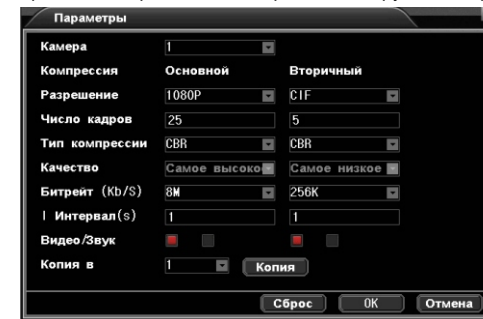 Параметры
Камера 1
Компрессия Основной Вторичный
Разрешение 1080P CIF
Число кадров 25 5
Тип компрессии CBR CBR
Качество Самое высоко Самое низкое
Битрейт (Kb/S) 8M 256K
I Интервал(s) 1 1
Видео/Звук
Копия в 1 Копия
Сброс OK Отмена